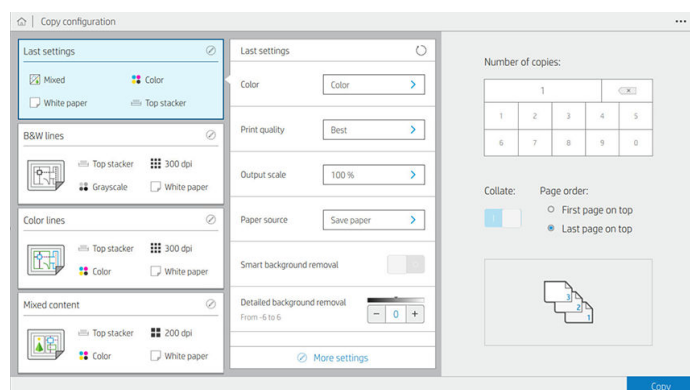 Copy configuration
Last settings
Mixed
Color
White paper
Top stacker
B&W lines
Top stacker
300 dpi
Grayscale
White paper
Color lines
Top stacker
300 dpi
Color
White paper
Mixed content
Top stacker
200 dpi
Color
White paper
Last settings
Color
Color
Print quality
Best
Output scale
100 %
Paper source
Save paper
Smart background removal
Detailed background removal
From -6 to 6
− 0 +
More settings
Number of copies:
1
1 2 3 4 5
6 7 8 9 0
Collate:
Page order:
First page on top
Last page on top
3
2
1
Copy